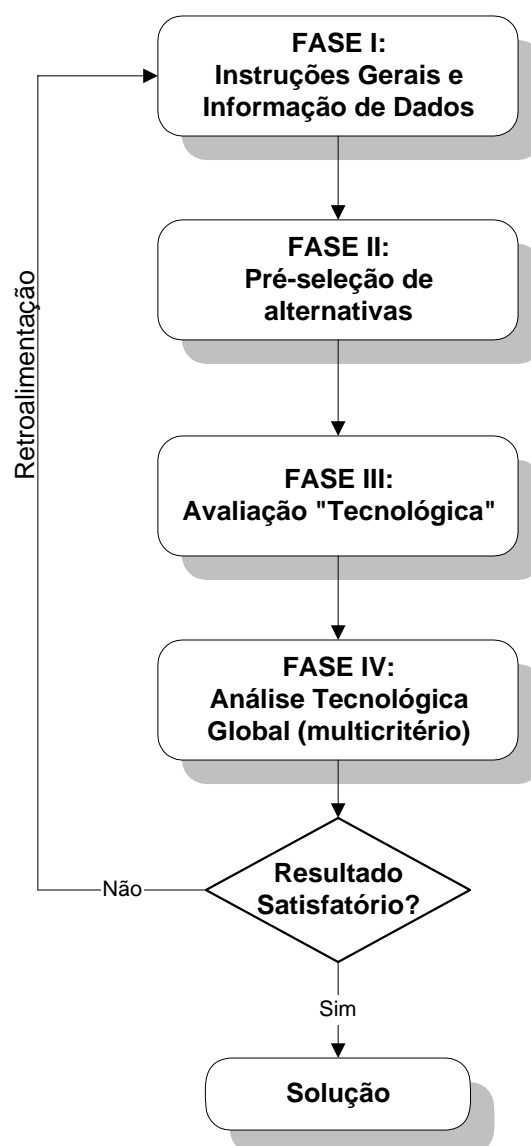 FASE I:
Instruções Gerais e
Informação de Dados
FASE II:
Pré-seleção de
alternativas
Retroalimentação
FASE III:
Avaliação "Tecnológica"
FASE IV:
Análise Tecnológica
Global (multicritério)
Resultado
Satisfatório?
Não
Sim
Solução